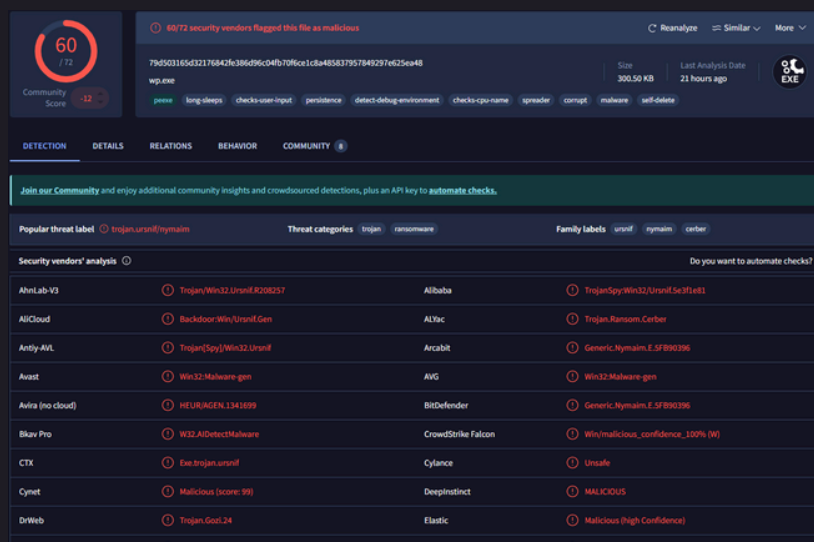 60
/ 72
Community
Score
-12
60/72 security vendors flagged this file as malicious
Reanalyze
Similar
More
79d503165d32176842fe386d96c04fb70f6ce1c8a485837957849297e625ea48
wp.exe
Size
300.50 KB
Last Analysis Date
21 hours ago
EXE
peexe long-sleeps checks-user-input persistence detect-debug-environment checks-cpu-name spreader corrupt malware self-delete
DETECTION DETAILS RELATIONS BEHAVIOR COMMUNITY 8
Join our Community and enjoy additional community insights and crowdsourced detections, plus an API key to automate checks.
Popular threat label trojan.ursnif/nymaim Threat categories trojan ransomware Family labels ursnif nymaim cerber
Security vendors' analysis Do you want to automate checks?
AhnLab-V3 Trojan/Win32.Ursnif.R208257 Alibaba TrojanSpy:Win32/Ursnif.5e3f1e81
AliCloud Backdoor:Win/Ursnif.Gen ALYac Trojan.Ransom.Cerber
Antiy-AVL Trojan[Spy]/Win32.Ursnif Arcabit Generic.Nymaim.E.5FB90396
Avast Win32:Malware-gen AVG Win32:Malware-gen
Avira (no cloud) HEUR/AGEN.1341699 BitDefender Generic.Nymaim.E.5FB90396
Bkav Pro W32.AIDetectMalware CrowdStrike Falcon Win/malicious_confidence_100% (W)
CTX Exe.trojan.ursnif Cylance Unsafe
Cynet Malicious (score: 99) DeepInstinct MALICIOUS
DrWeb Trojan.Gozi.24 Elastic Malicious (high Confidence)